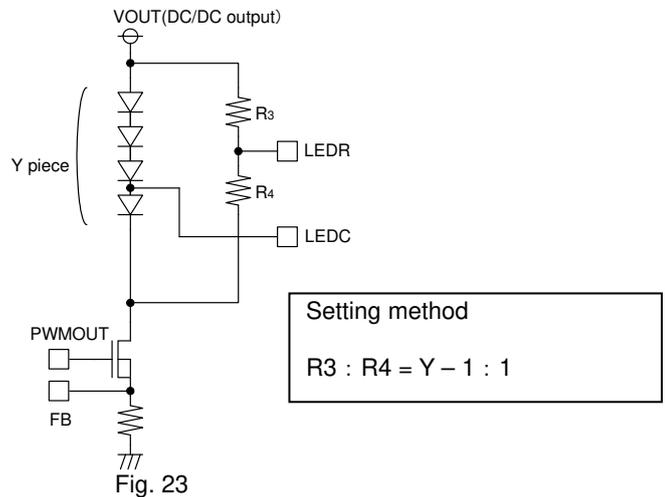 VOUT(DC/DC output)
R3
LEDR
Y piece
R4
LEDC
Setting method
R3 : R4 = Y – 1 : 1
PWMOUT
FB
Fig. 23